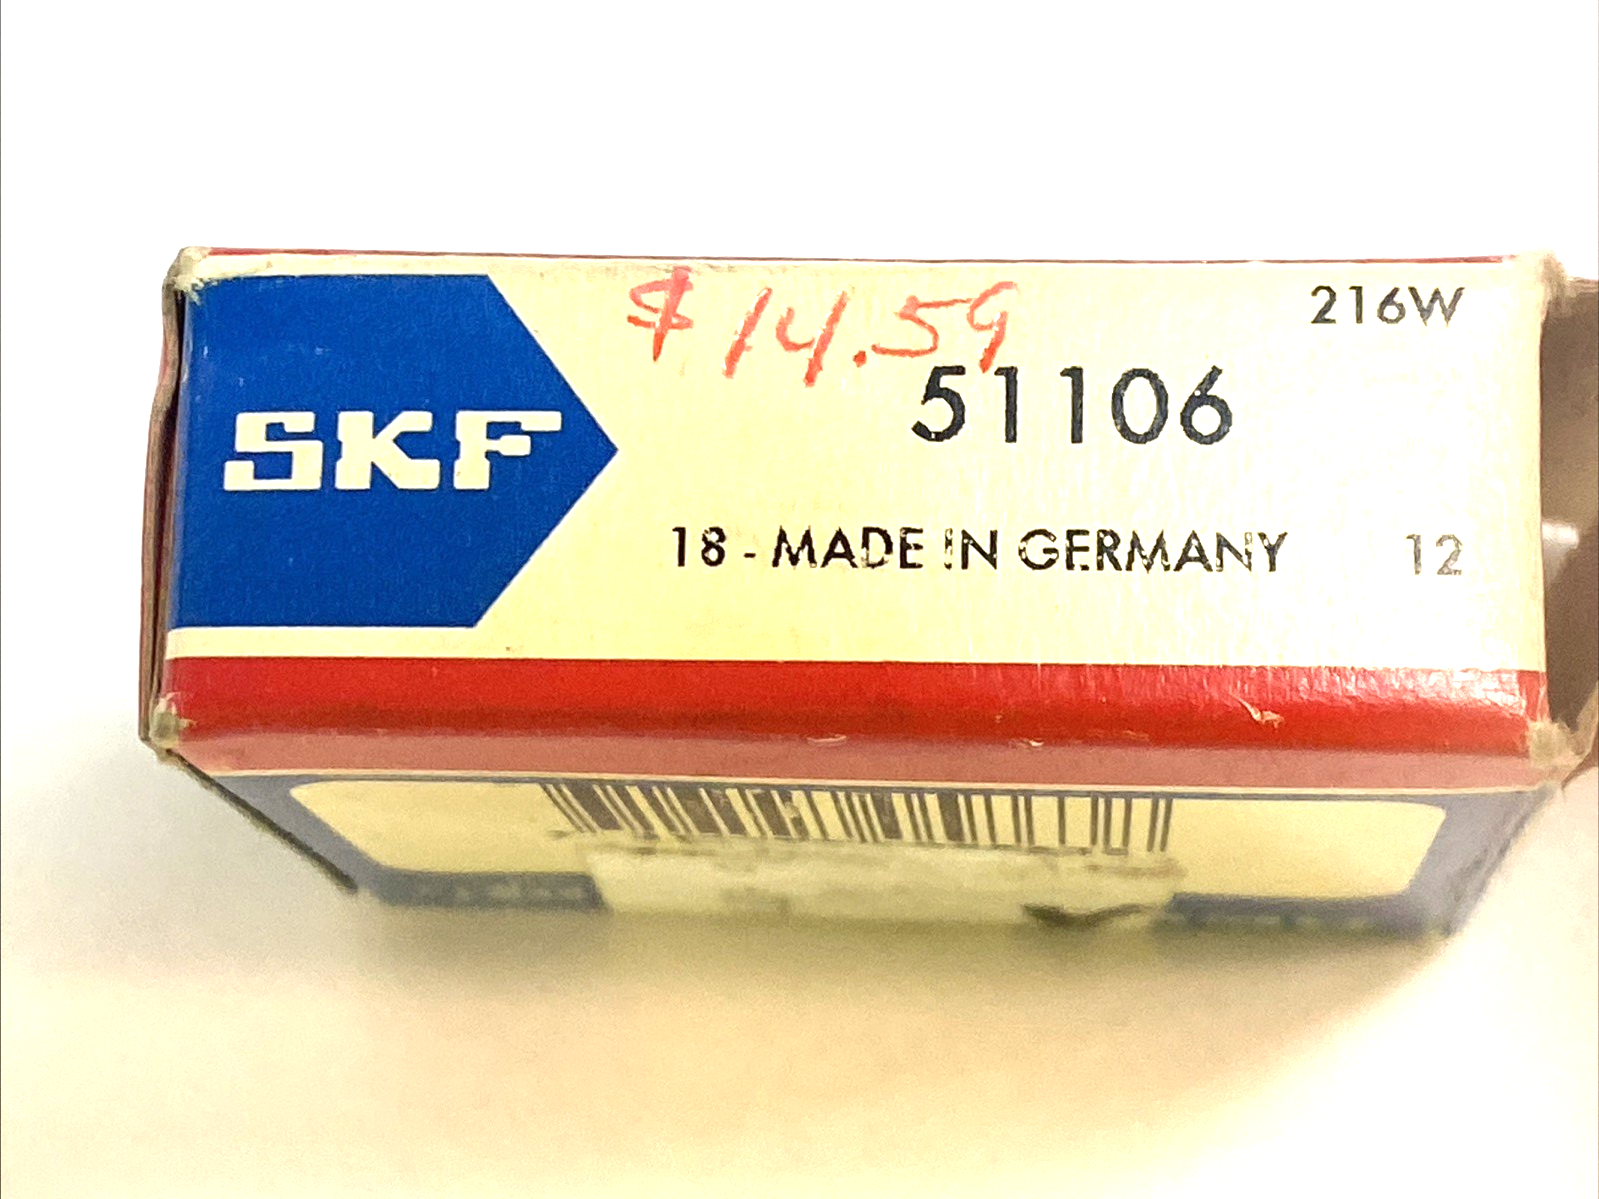 SKF
$14.59
216W
51106
18 - MADE IN GERMANY
12